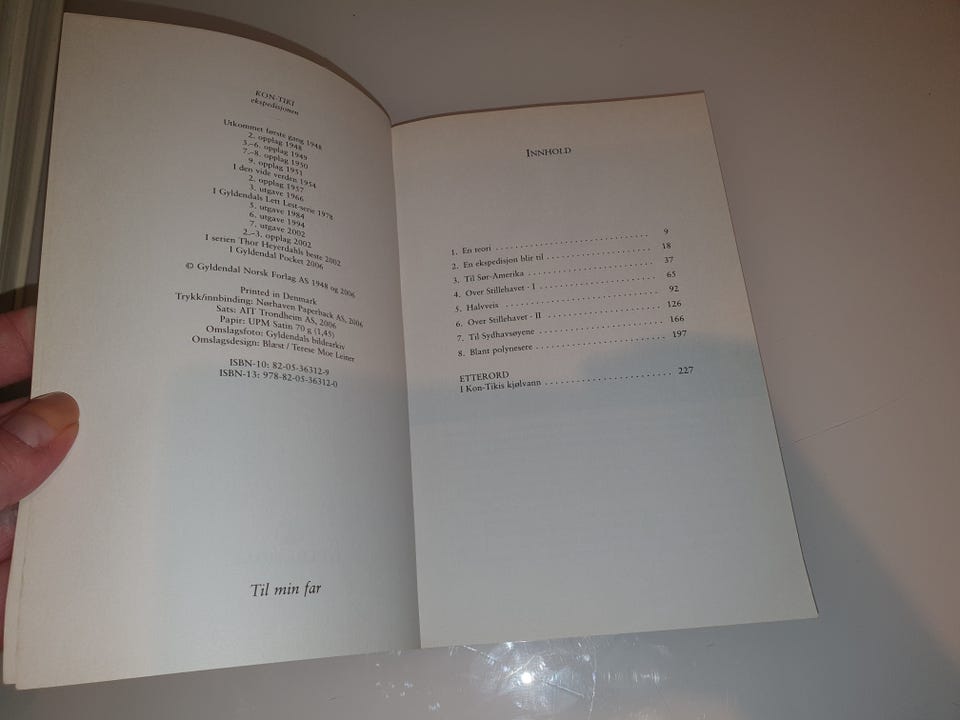 KON-TIKI
ekspedisjonen
Utkommet første gang 1948
2. opplag 1948
3.–6. opplag 1949
7.–8. opplag 1950
9. opplag 1951
I den vide verden 1954
2. opplag 1957
3. utgave 1966
I Gyldendals Lett Lest-serie 1978
5. utgave 1984
6. utgave 1994
7. utgave 2002
2.–3. opplag 2002
I serien Thor Heyerdahls beste 2002
I Gyldendal Pocket 2006
© Gyldendal Norsk Forlag AS 1948 og 2006
Printed in Denmark
Trykk/innbinding: Nørhaven Paperback AS, 2006
Sats: AIT Trondheim AS, 2006
Papir: UPM Satin 70 g (1,45)
Omslagsfoto: Gyldendals bildearkiv
Omslagsdesign: Blæst / Terese Moe Leiner
ISBN-10: 82-05-36312-9
ISBN-13: 978-82-05-36312-0
Til min far
INNHOLD
1. En teori . . . . . . . . . . . . . . . . . . . . . . . . . . 9
2. En ekspedisjon blir til . . . . . . . . . . . . . . . . . . 18
3. Til Sør-Amerika . . . . . . . . . . . . . . . . . . . . . . 37
4. Over Stillehavet · I . . . . . . . . . . . . . . . . . . . . 65
5. Halvveis . . . . . . . . . . . . . . . . . . . . . . . . . . 92
6. Over Stillehavet · II . . . . . . . . . . . . . . . . . . . 126
7. Til Sydhavsøyene . . . . . . . . . . . . . . . . . . . . . 166
8. Blant polynesere . . . . . . . . . . . . . . . . . . . . . 197
ETTERORD
I Kon-Tikis kjølvann . . . . . . . . . . . . . . . . . . . . . 227